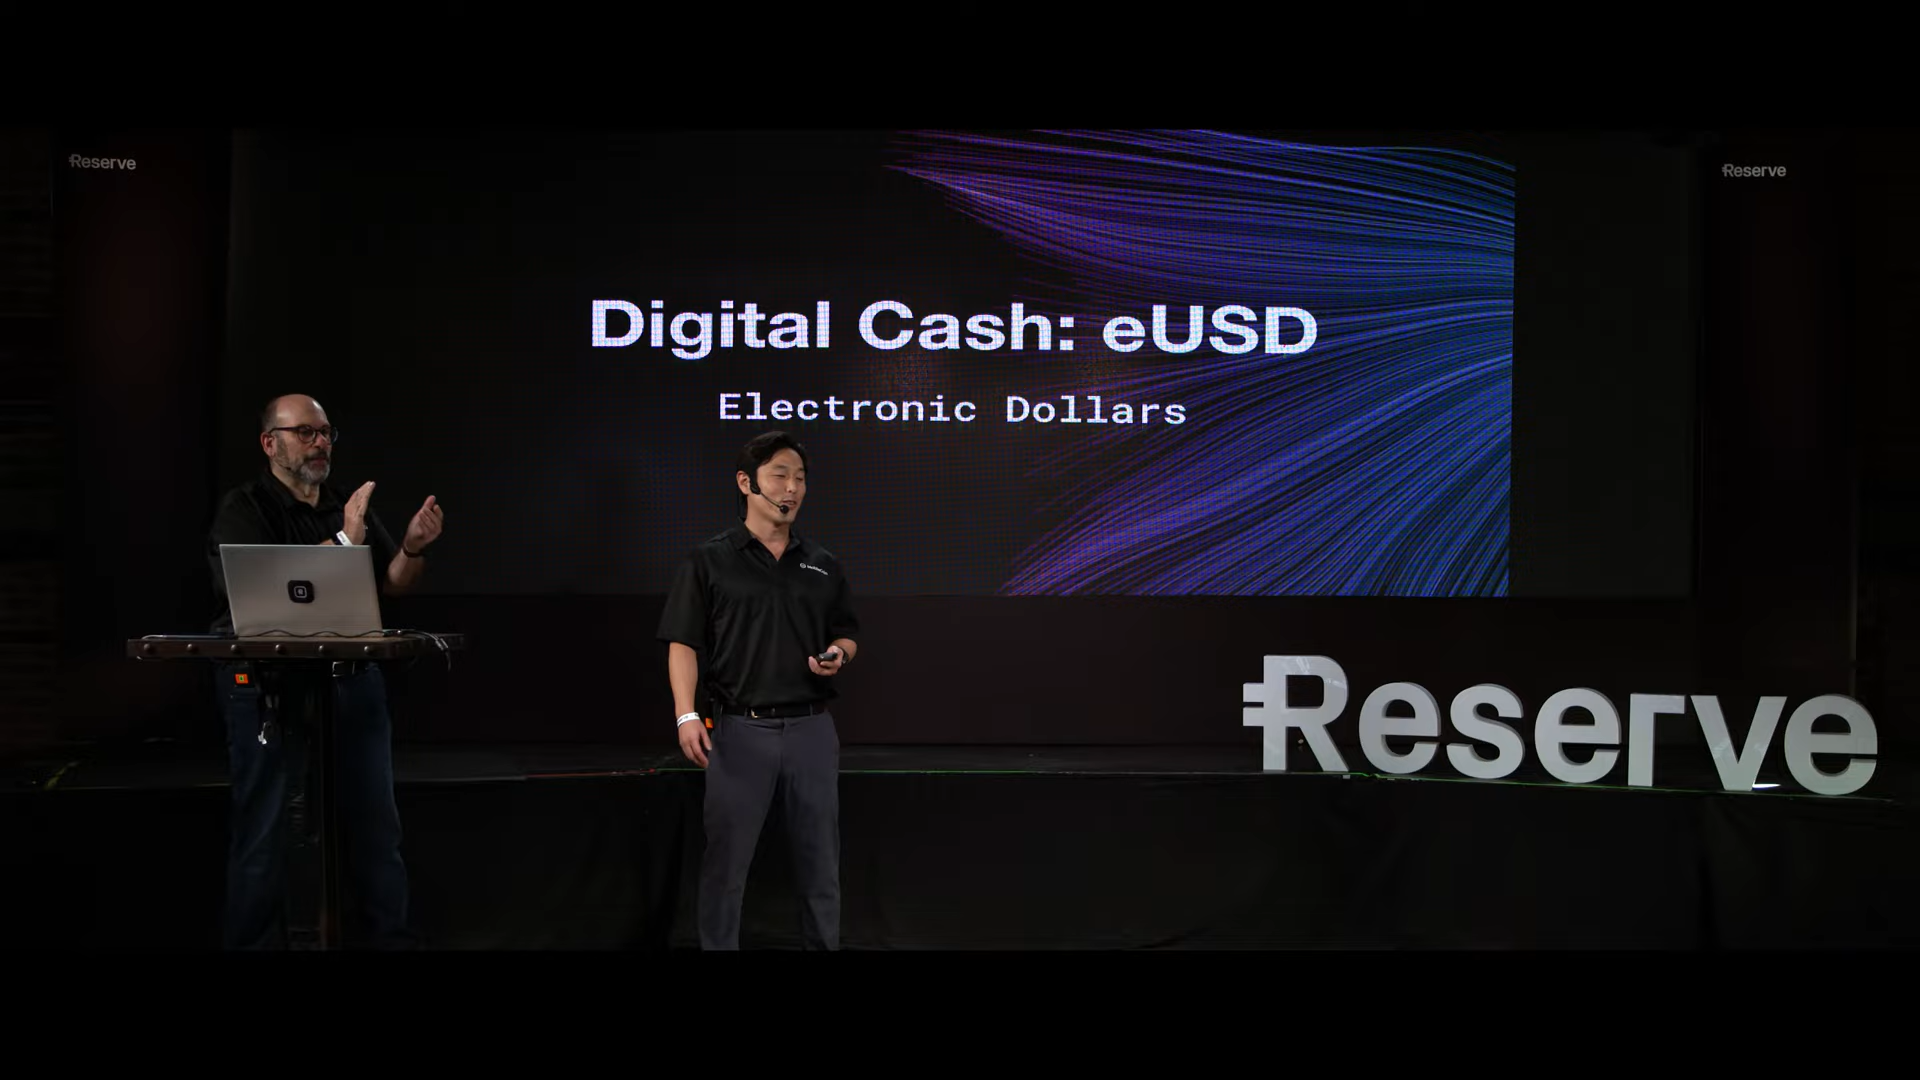 Reserve
Reserve
Digital Cash: eUSD
Electronic Dollars
Reserve